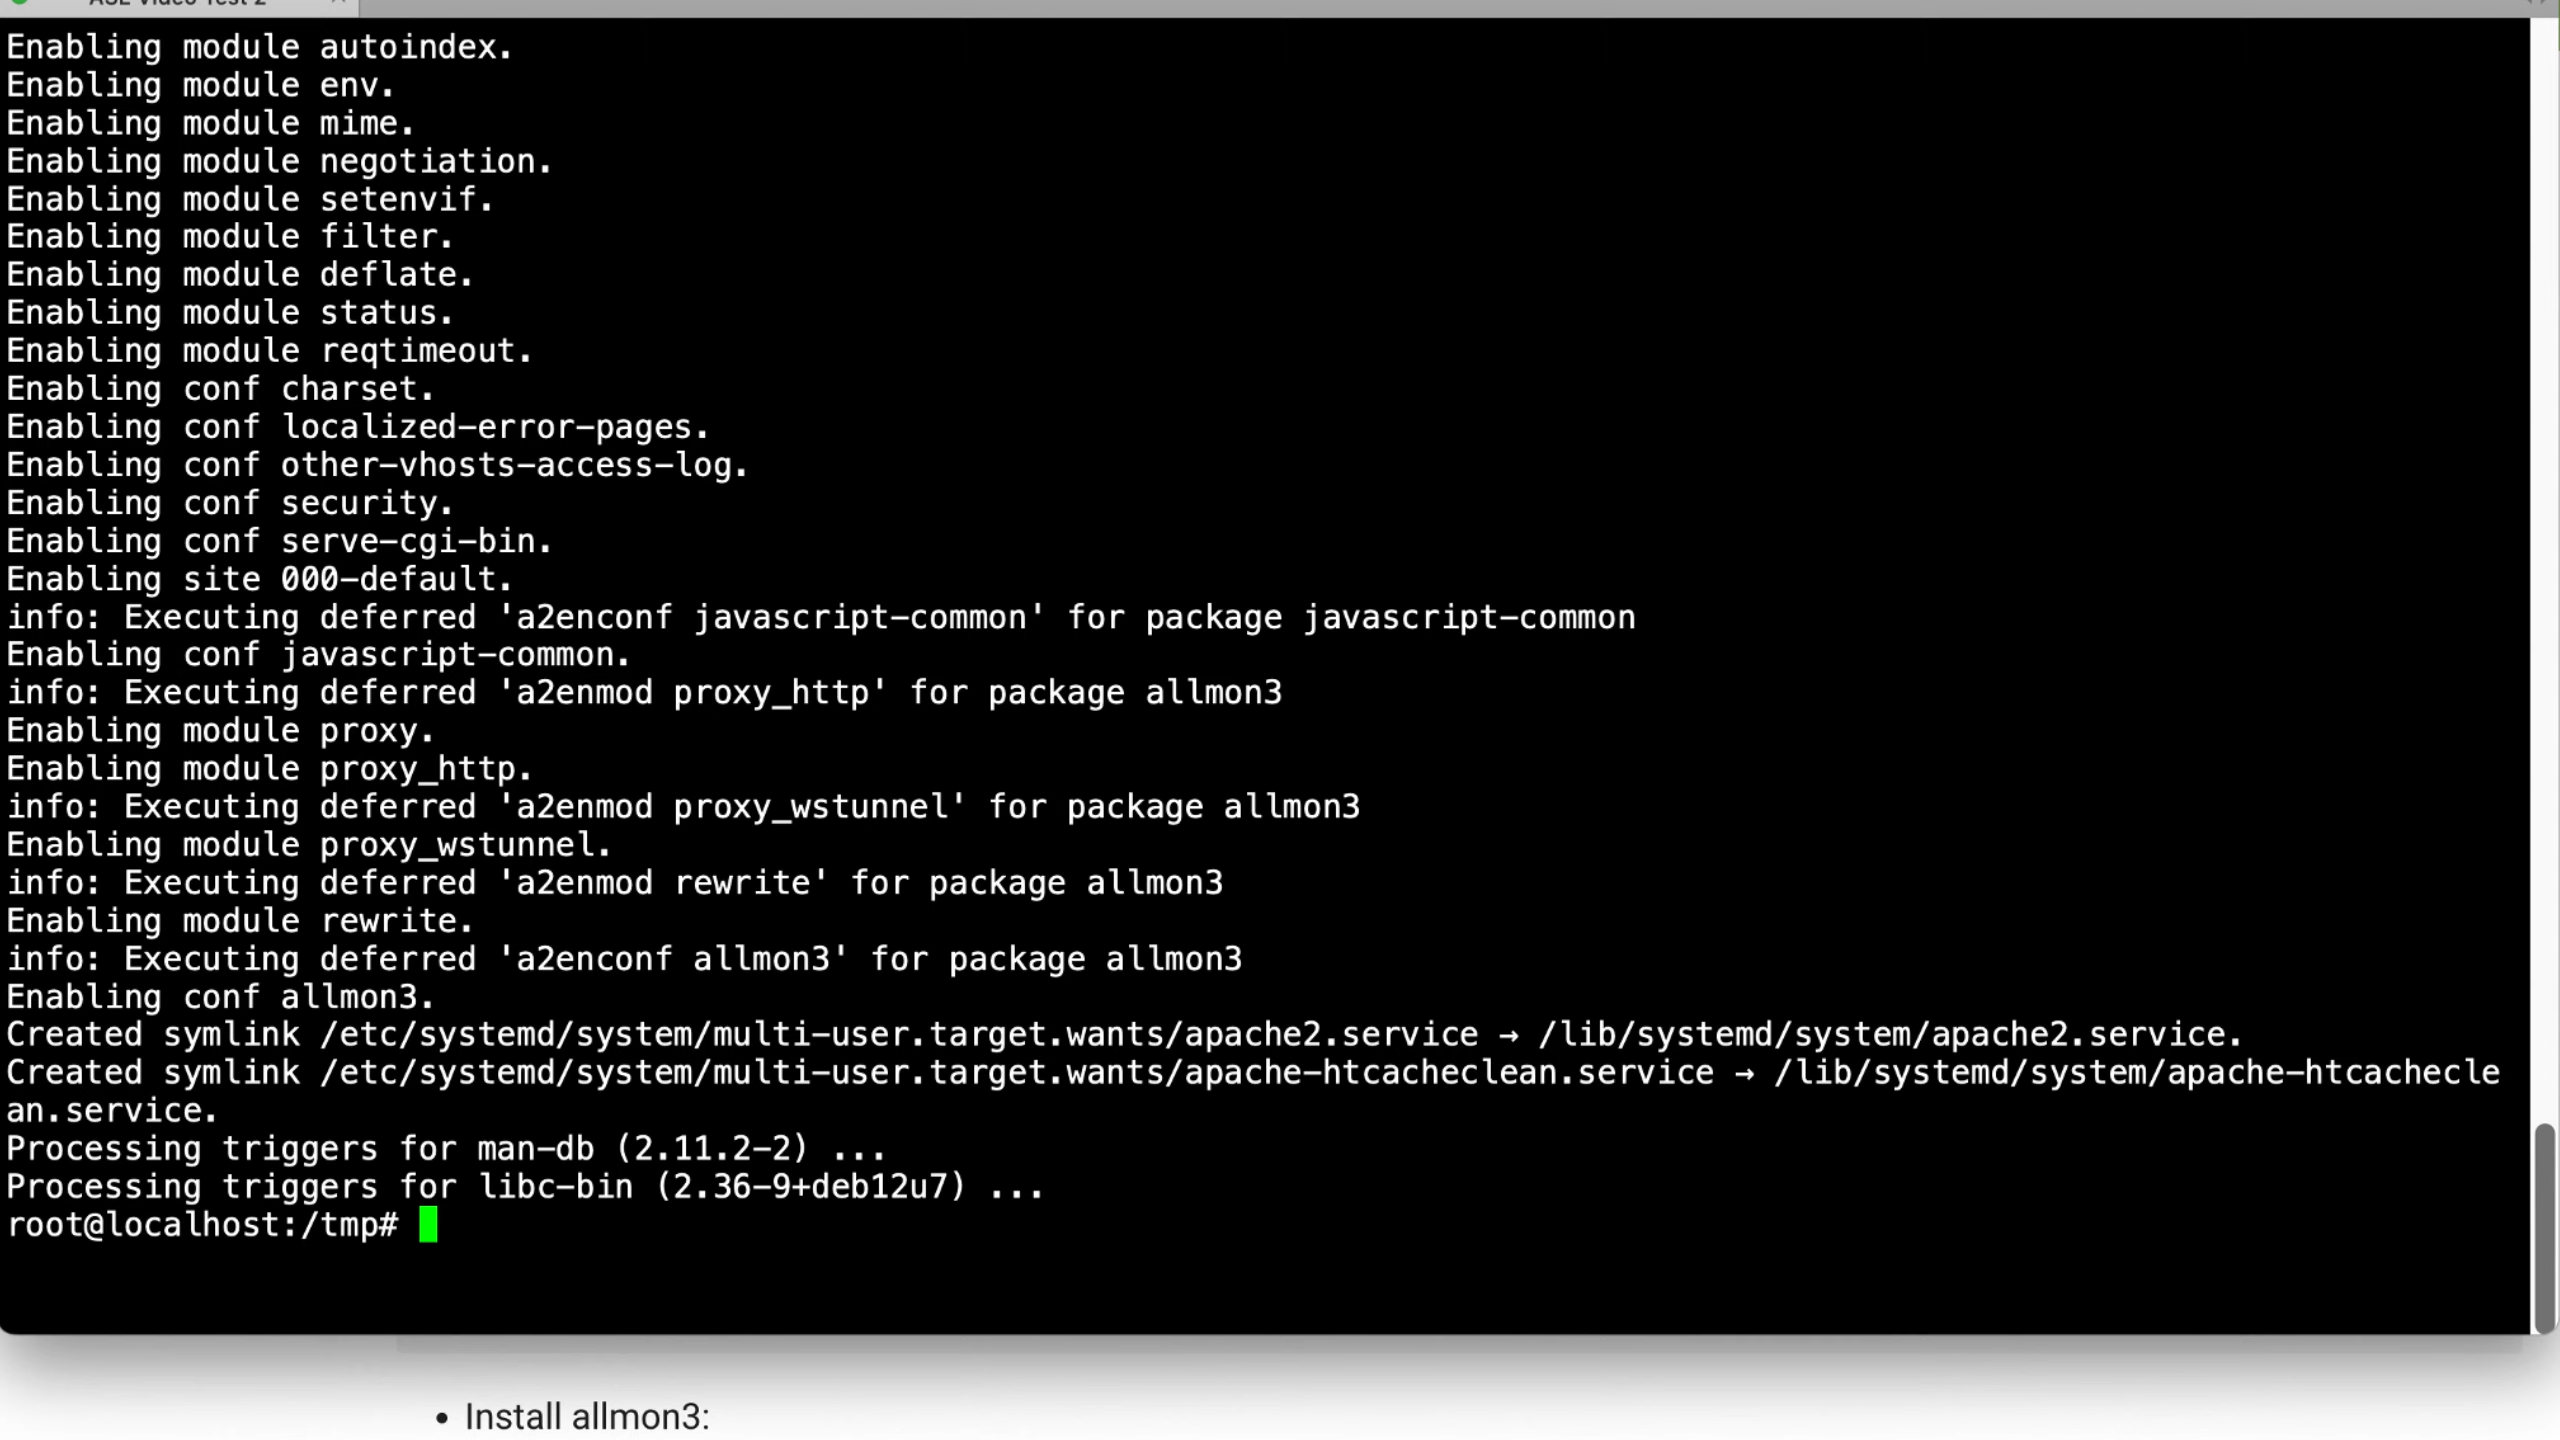 ASL Video Test 2
Enabling module autoindex.
Enabling module env.
Enabling module mime.
Enabling module negotiation.
Enabling module setenvif.
Enabling module filter.
Enabling module deflate.
Enabling module status.
Enabling module reqtimeout.
Enabling conf charset.
Enabling conf localized-error-pages.
Enabling conf other-vhosts-access-log.
Enabling conf security.
Enabling conf serve-cgi-bin.
Enabling site 000-default.
info: Executing deferred 'a2enconf javascript-common' for package javascript-common
Enabling conf javascript-common.
info: Executing deferred 'a2enmod proxy_http' for package allmon3
Enabling module proxy.
Enabling module proxy_http.
info: Executing deferred 'a2enmod proxy_wstunnel' for package allmon3
Enabling module proxy_wstunnel.
info: Executing deferred 'a2enmod rewrite' for package allmon3
Enabling module rewrite.
info: Executing deferred 'a2enconf allmon3' for package allmon3
Enabling conf allmon3.
Created symlink /etc/systemd/system/multi-user.target.wants/apache2.service → /lib/systemd/system/apache2.service.
Created symlink /etc/systemd/system/multi-user.target.wants/apache-htcacheclean.service → /lib/systemd/system/apache-htcachecle
an.service.
Processing triggers for man-db (2.11.2-2) ...
Processing triggers for libc-bin (2.36-9+deb12u7) ...
root@localhost:/tmp#
• Install allmon3: